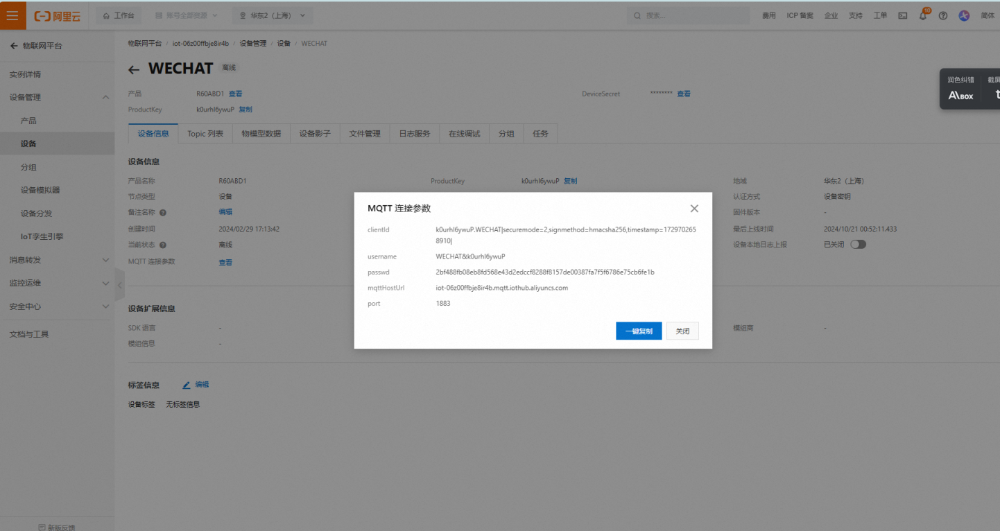 阿里云 工作台 账号全部资源 华东2（上海） 搜索... 费用 ICP 备案 企业 支持 工单 10 简体
物联网平台
物联网平台 / iot-06z00ffbje8ir4b / 设备管理 / 设备 / WECHAT
实例详情
设备管理
产品
设备
分组
设备模拟器
设备分发
IoT孪生引擎
消息转发
监控运维
安全中心
文档与工具
新版反馈
WECHAT 离线
产品 R60ABD1 查看 DeviceSecret ******** 查看
ProductKey k0urhl6ywuP 复制
润色纠错 截屏
AIBOX
设备信息 Topic 列表 物模型数据 设备影子 文件管理 日志服务 在线调试 分组 任务
设备信息
产品名称 R60ABD1 ProductKey k0urhl6ywuP 复制 地域 华东2（上海）
节点类型 设备 认证方式 设备密钥
备注名称 编辑 固件版本 -
创建时间 2024/02/29 17:13:42 最后上线时间 2024/10/21 00:52:11.433
当前状态 离线 设备本地日志上报 已关闭
MQTT 连接参数 查看
MQTT 连接参数
clientId k0urhl6ywuP.WECHAT|securemode=2,signmethod=hmacsha256,timestamp=172970265
8910|
username WECHAT&k0urhl6ywuP
passwd 2bf488fb08eb8fd568e43d2edccf8288f8157de00387fa7f5f6786e75cb6fe1b
mqttHostUrl iot-06z00ffbje8ir4b.mqtt.iothub.aliyuncs.com
port 1883
一键复制 关闭
设备扩展信息
SDK 语言 - 模组商 -
模组信息 -
标签信息 编辑
设备标签 无标签信息